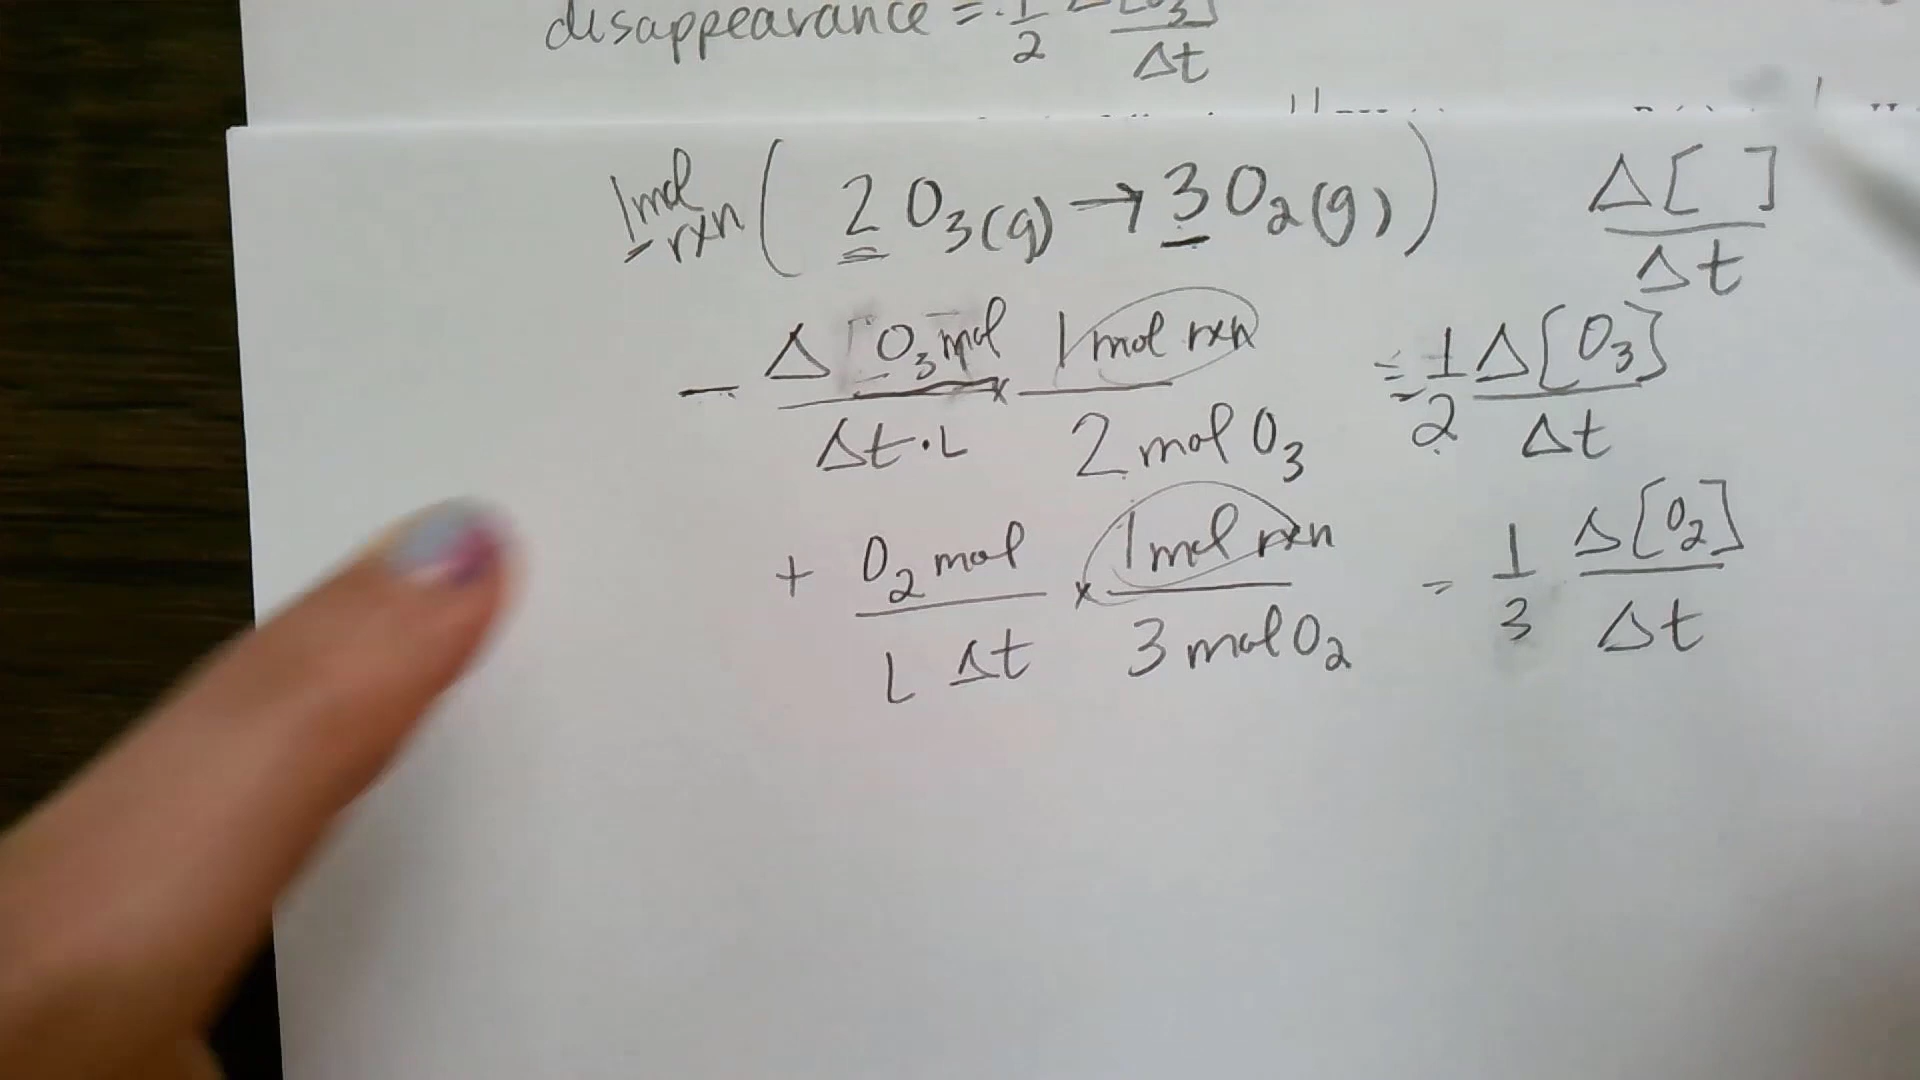 disappearance = - 1/2 Δ[O₃]/Δt
1 mol rxn ( 2 O₃(g) → 3 O₂(g) )
Δ[ ]/Δt
- Δ O₃ mol/Δt·L × 1 mol rxn/2 mol O₃ = - 1/2 Δ[O₃]/Δt
+ O₂ mol/L Δt × 1 mol rxn/3 mol O₂ = 1/3 Δ[O₂]/Δt